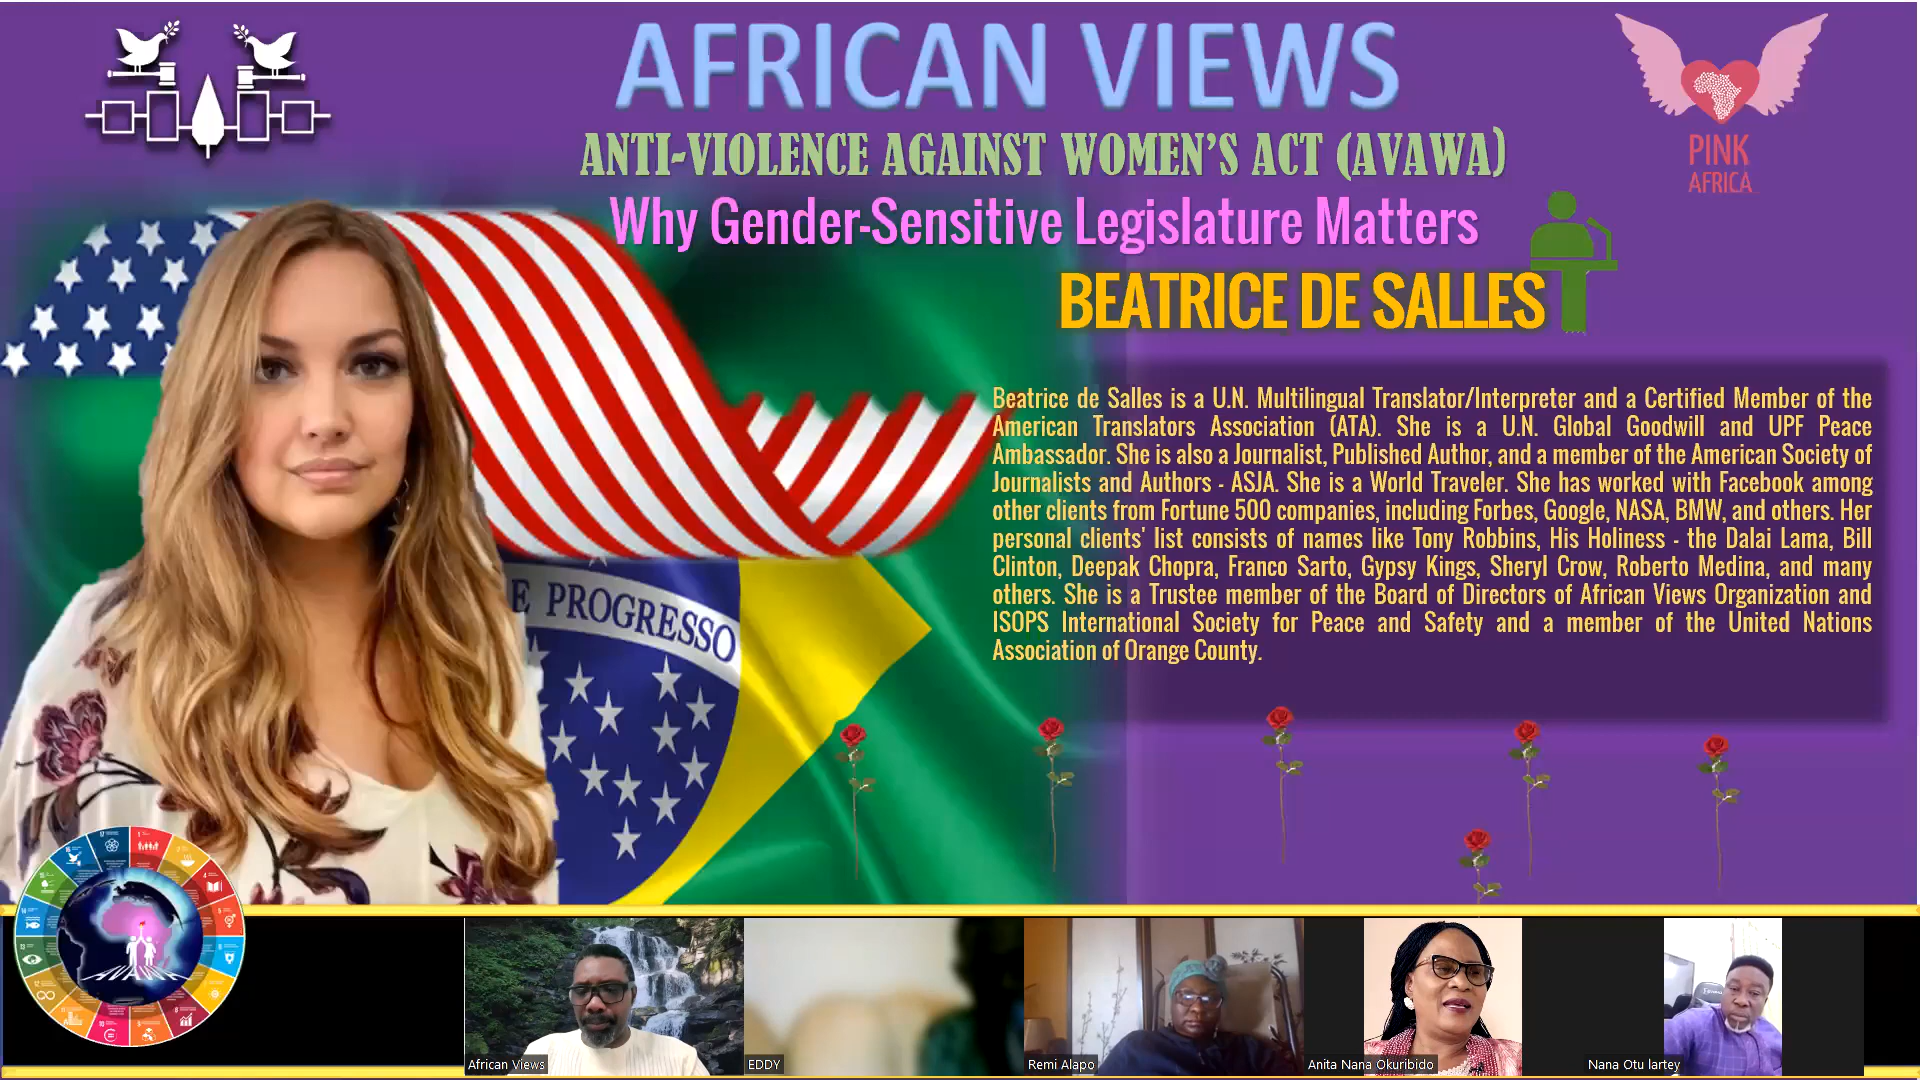 AFRICAN VIEWS
ANTI-VIOLENCE AGAINST WOMEN'S ACT (AVAWA)
PINK
AFRICA
Why Gender-Sensitive Legislature Matters
BEATRICE DE SALLES
Beatrice de Salles is a U.N. Multilingual Translator/Interpreter and a Certified Member of the
American Translators Association (ATA). She is a U.N. Global Goodwill and UPF Peace
Ambassador. She is also a Journalist, Published Author, and a member of the American Society of
Journalists and Authors - ASJA. She is a World Traveler. She has worked with Facebook among
other clients from Fortune 500 companies, including Forbes, Google, NASA, BMW, and others. Her
personal clients' list consists of names like Tony Robbins, His Holiness - the Dalai Lama, Bill
Clinton, Deepak Chopra, Franco Sarto, Gypsy Kings, Sheryl Crow, Roberto Medina, and many
others. She is a Trustee member of the Board of Directors of African Views Organization and
ISOPS International Society for Peace and Safety and a member of the United Nations
Association of Orange County.
E PROGRESSO
AVAWA
African Views
EDDY
Remi Alapo
Anita Nana Okuribido
Nana Otu lartey